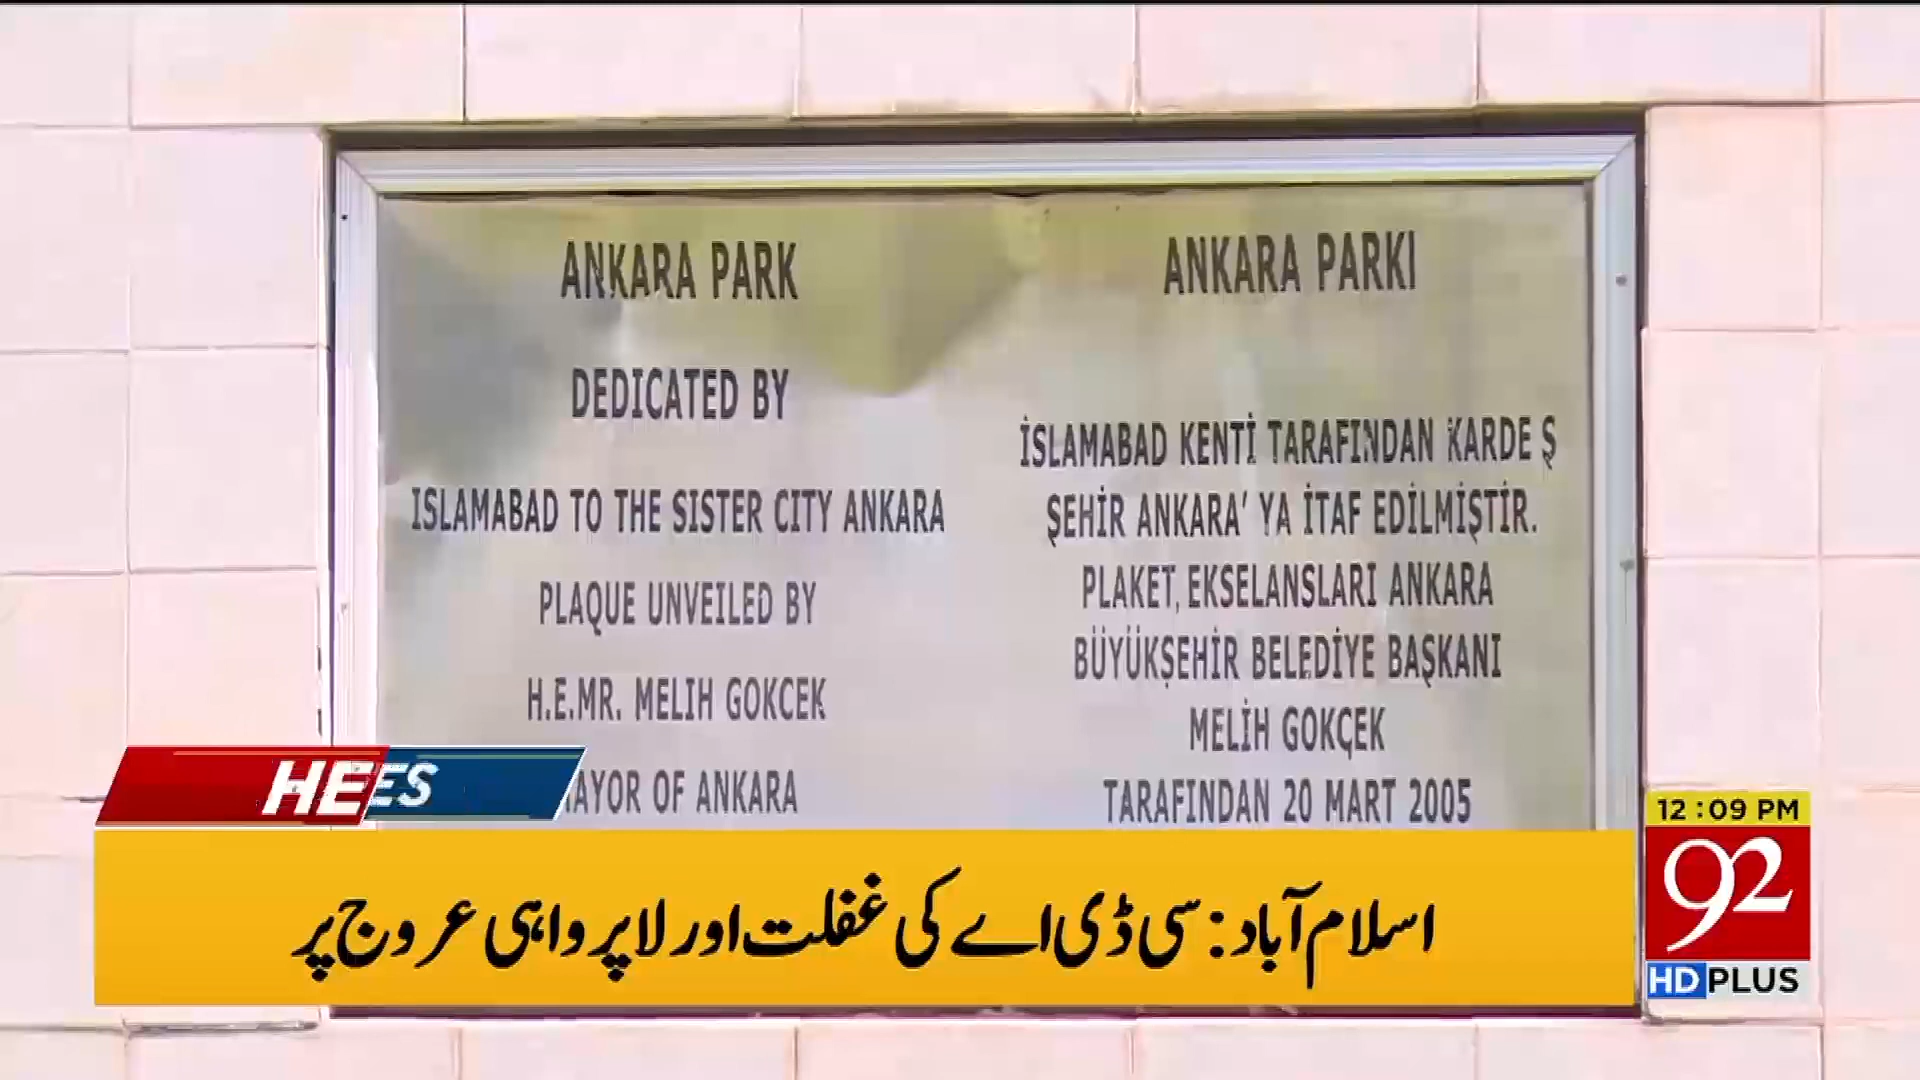 ANKARA PARK
DEDICATED BY
ISLAMABAD TO THE SISTER CITY ANKARA
PLAQUE UNVEILED BY
H.E.MR. MELIH GOKCEK
MAYOR OF ANKARA
ANKARA PARKI
İSLAMABAD KENTİ TARAFINDAN KARDE Ş
ŞEHİR ANKARA' YA İTAF EDİLMİŞTİR.
PLAKET, EKSELANSLARI ANKARA
BÜYÜKŞEHİR BELEDİYE BAŞKANI
MELİH GOKÇEK
TARAFINDAN 20 MART 2005
اسلام آباد: سی ڈی اے کی غفلت اور لاپرواہی عروج پر
12:09 PM
92
HD PLUS